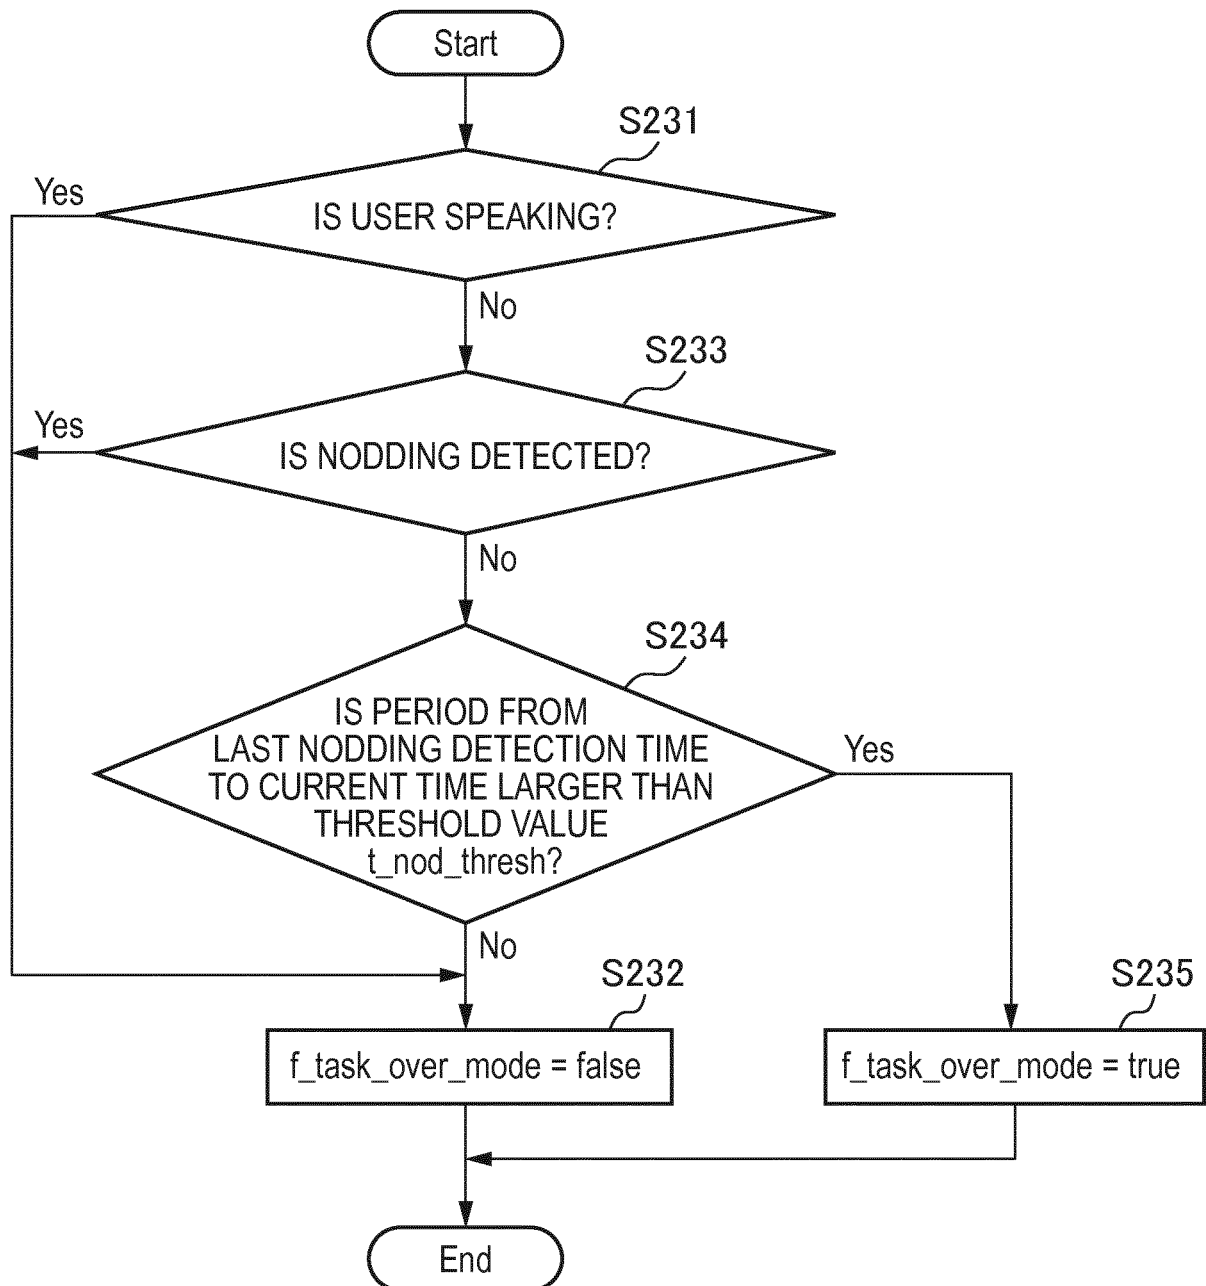 Start
S231
Yes
IS USER SPEAKING?
No
S233
Yes
IS NODDING DETECTED?
No
S234
IS PERIOD FROM
LAST NODDING DETECTION TIME
TO CURRENT TIME LARGER THAN
THRESHOLD VALUE
t_nod_thresh?
Yes
No
S232
S235
f_task_over_mode = false
f_task_over_mode = true
End